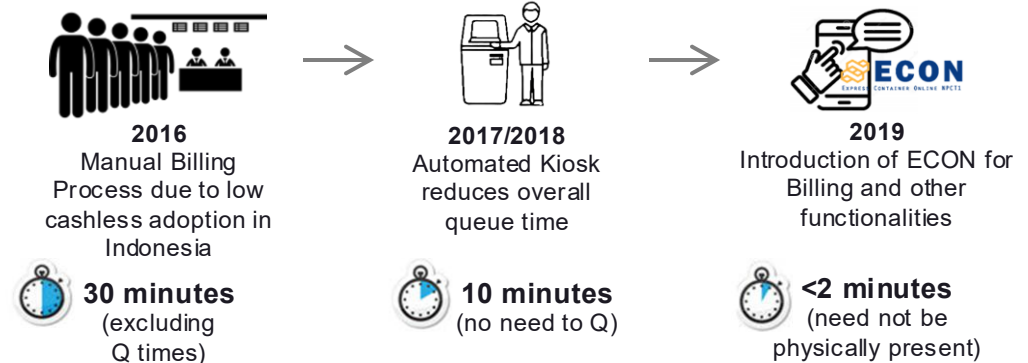 2016
Manual Billing
Process due to low
cashless adoption in
Indonesia
30 minutes
(excluding
Q times)
2017/2018
Automated Kiosk
reduces overall
queue time
10 minutes
(no need to Q)
ECON
EXPRESS CONTAINER ONLINE NPCT1
2019
Introduction of ECON for
Billing and other
functionalities
<2 minutes
(need not be
physically present)